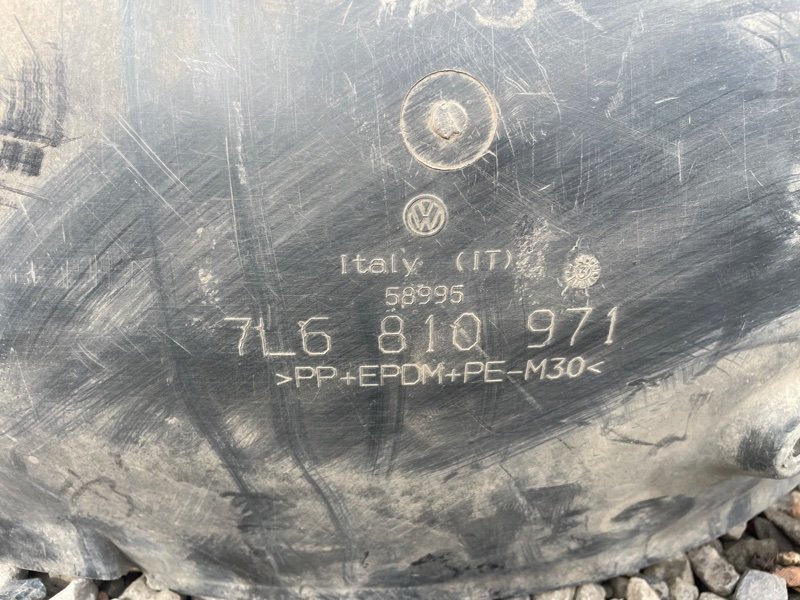 Italy (IT)
58995
7L6 810 971
>PP+EPDM+PE-M30<